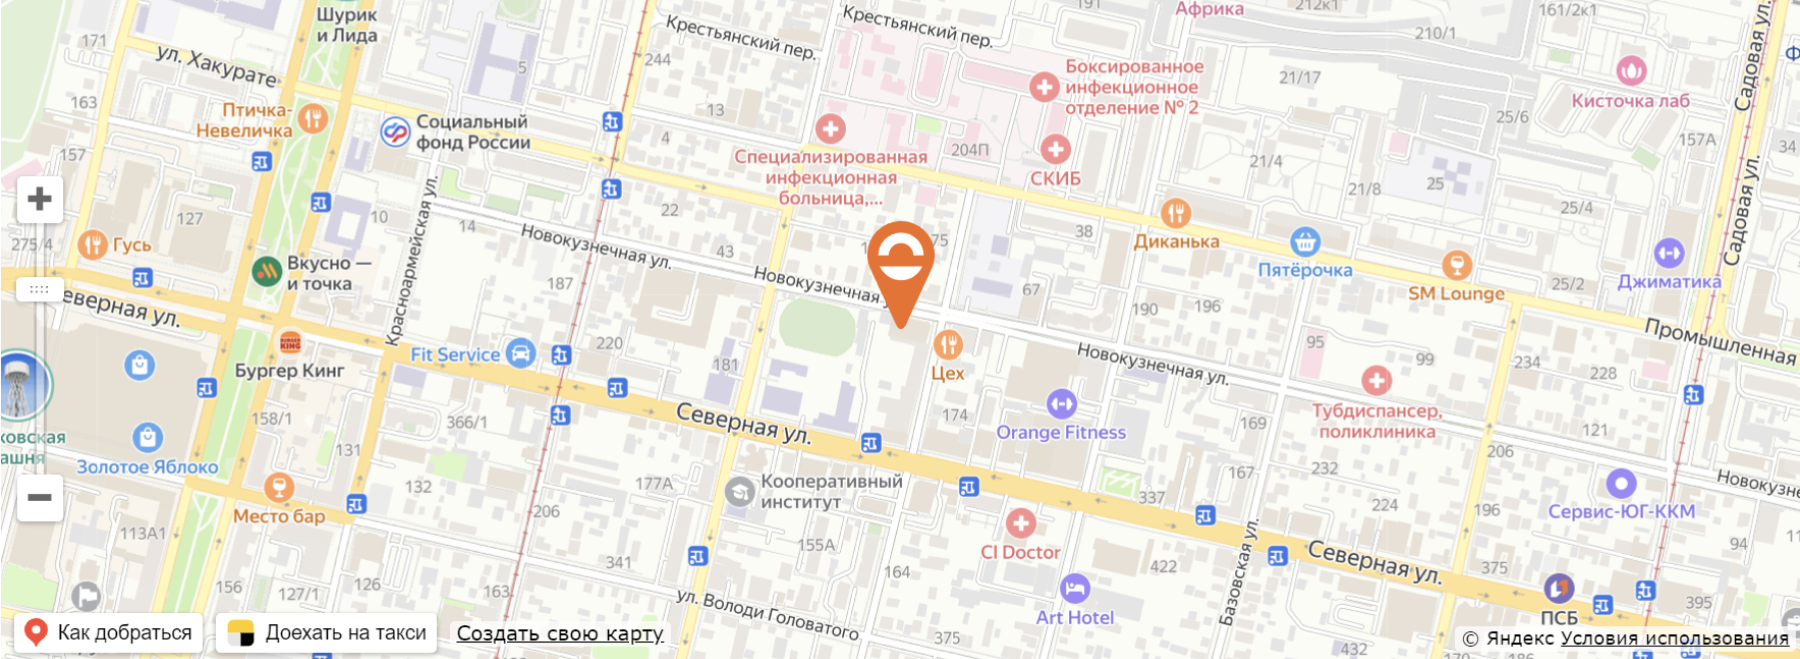 Шурик
и Лида
171
ул. Хакурате
163
Птичка-
Невеличка
157
Социальный
фонд России
5
244
Крестьянский пер.
Крестьянский пер.
13
4
191
Африка
212к1
161/2к1
210/1
Садовая ул.
Боксированное
инфекционное
отделение № 2
21/17
Кисточка лаб
25/6
157А
34
204П
СКИБ
Специализированная
инфекционная
больница,...
21/4
21/8
25
25/4
Садовая ул.
127
10
14
22
43
75
38
Диканька
Пятёрочка
SM Lounge
25/2
Джиматика
275/4
Гусь
Вкусно —
и точка
Красноармейская ул.
Новокузнечная ул.
Новокузнечная
187
67
190
196
Промышленная
еверная ул.
Бургер Кинг
Fit Service
220
181
Цех
Новокузнечная ул.
95
99
234
228
Тубдиспансер,
поликлиника
158/1
366/1
Северная ул.
174
Orange Fitness
169
121
206
ховская
ашня
Золотое Яблоко
131
132
177А
Кооперативный
институт
167
232
224
337
196
Сервис-ЮГ-ККМ
Новокузне
Место бар
113А1
206
341
155А
164
CI Doctor
422
Базовская ул.
Северная ул.
375
94
11
156
127/1
126
163
ул. Володи Головатого
375
Art Hotel
432
ПСБ
395
186
Как добраться
Доехать на такси
Создать свою карту
© Яндекс Условия использования